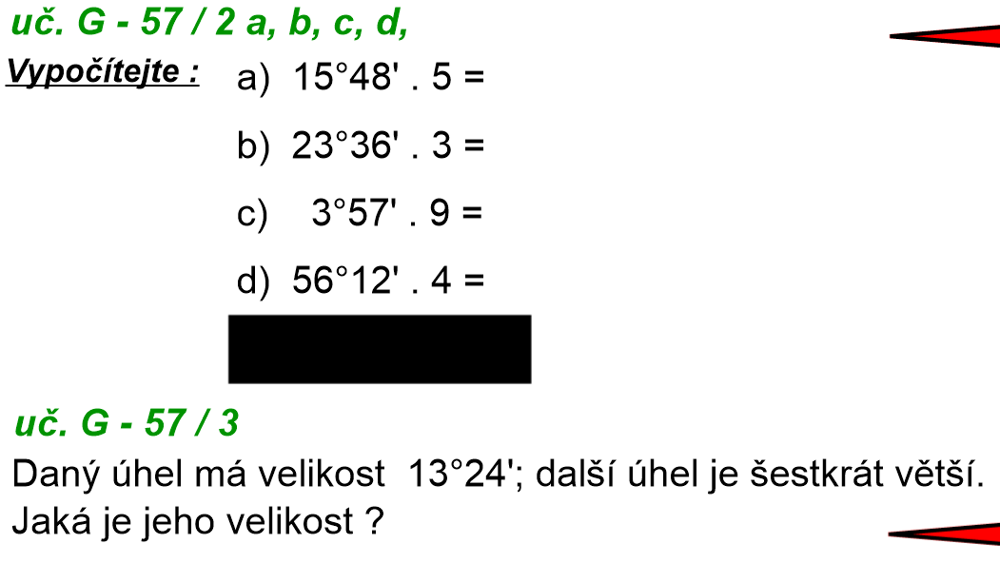 uč. G - 57 / 2 a, b, c, d,
Vypočítejte : a) 15°48' . 5 =
b) 23°36' . 3 =
c) 3°57' . 9 =
d) 56°12' . 4 =
uč. G - 57 / 3
Daný úhel má velikost 13°24'; další úhel je šestkrát větší.
Jaká je jeho velikost ?